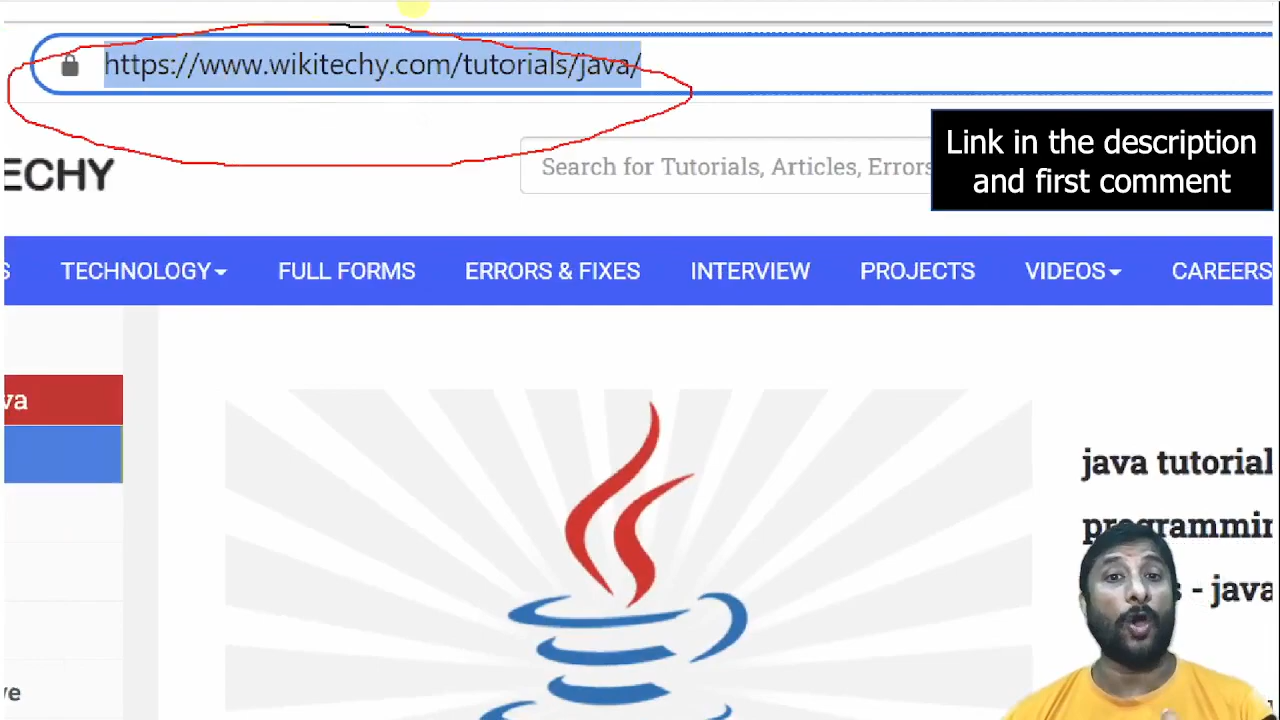 https://www.wikitechy.com/tutorials/java/
Link in the description
and first comment
ECHY
Search for Tutorials, Articles, Errors
S TECHNOLOGY FULL FORMS ERRORS & FIXES INTERVIEW PROJECTS VIDEOS CAREERS
va
java tutorial
programmin
- java
ve